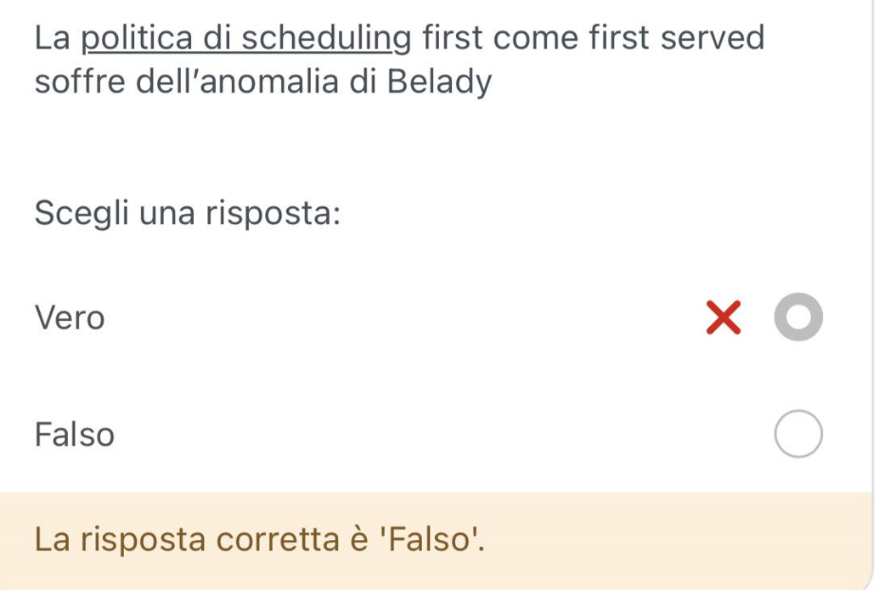 La politica di scheduling first come first served
soffre dell’anomalia di Belady
Scegli una risposta:
Vero
Falso
La risposta corretta è 'Falso'.